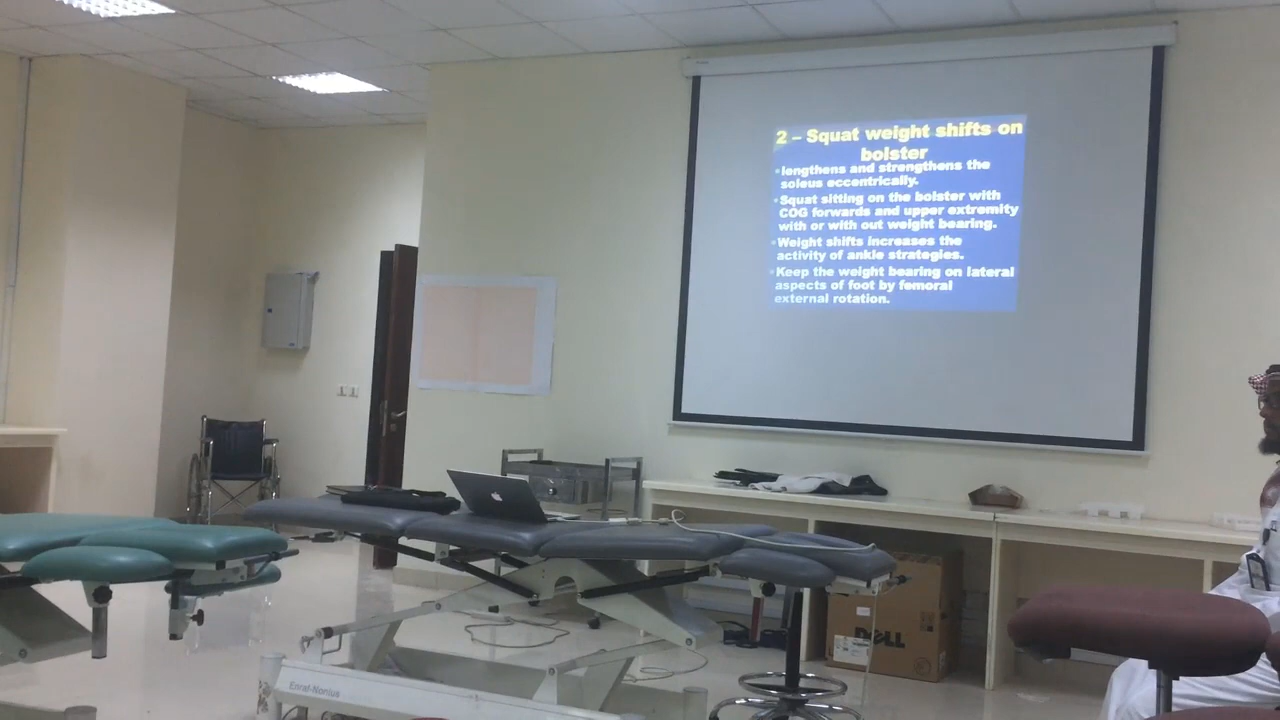 2 – Squat weight shifts on
bolster
•lengthens and strengthens the
soleus eccentrically.
•Squat sitting on the bolster with
COG forwards and upper extremity
with or with out weight bearing.
•Weight shifts increases the
activity of ankle strategies.
•Keep the weight bearing on lateral
aspects of foot by femoral
external rotation.
DELL
Enraf-Nonius